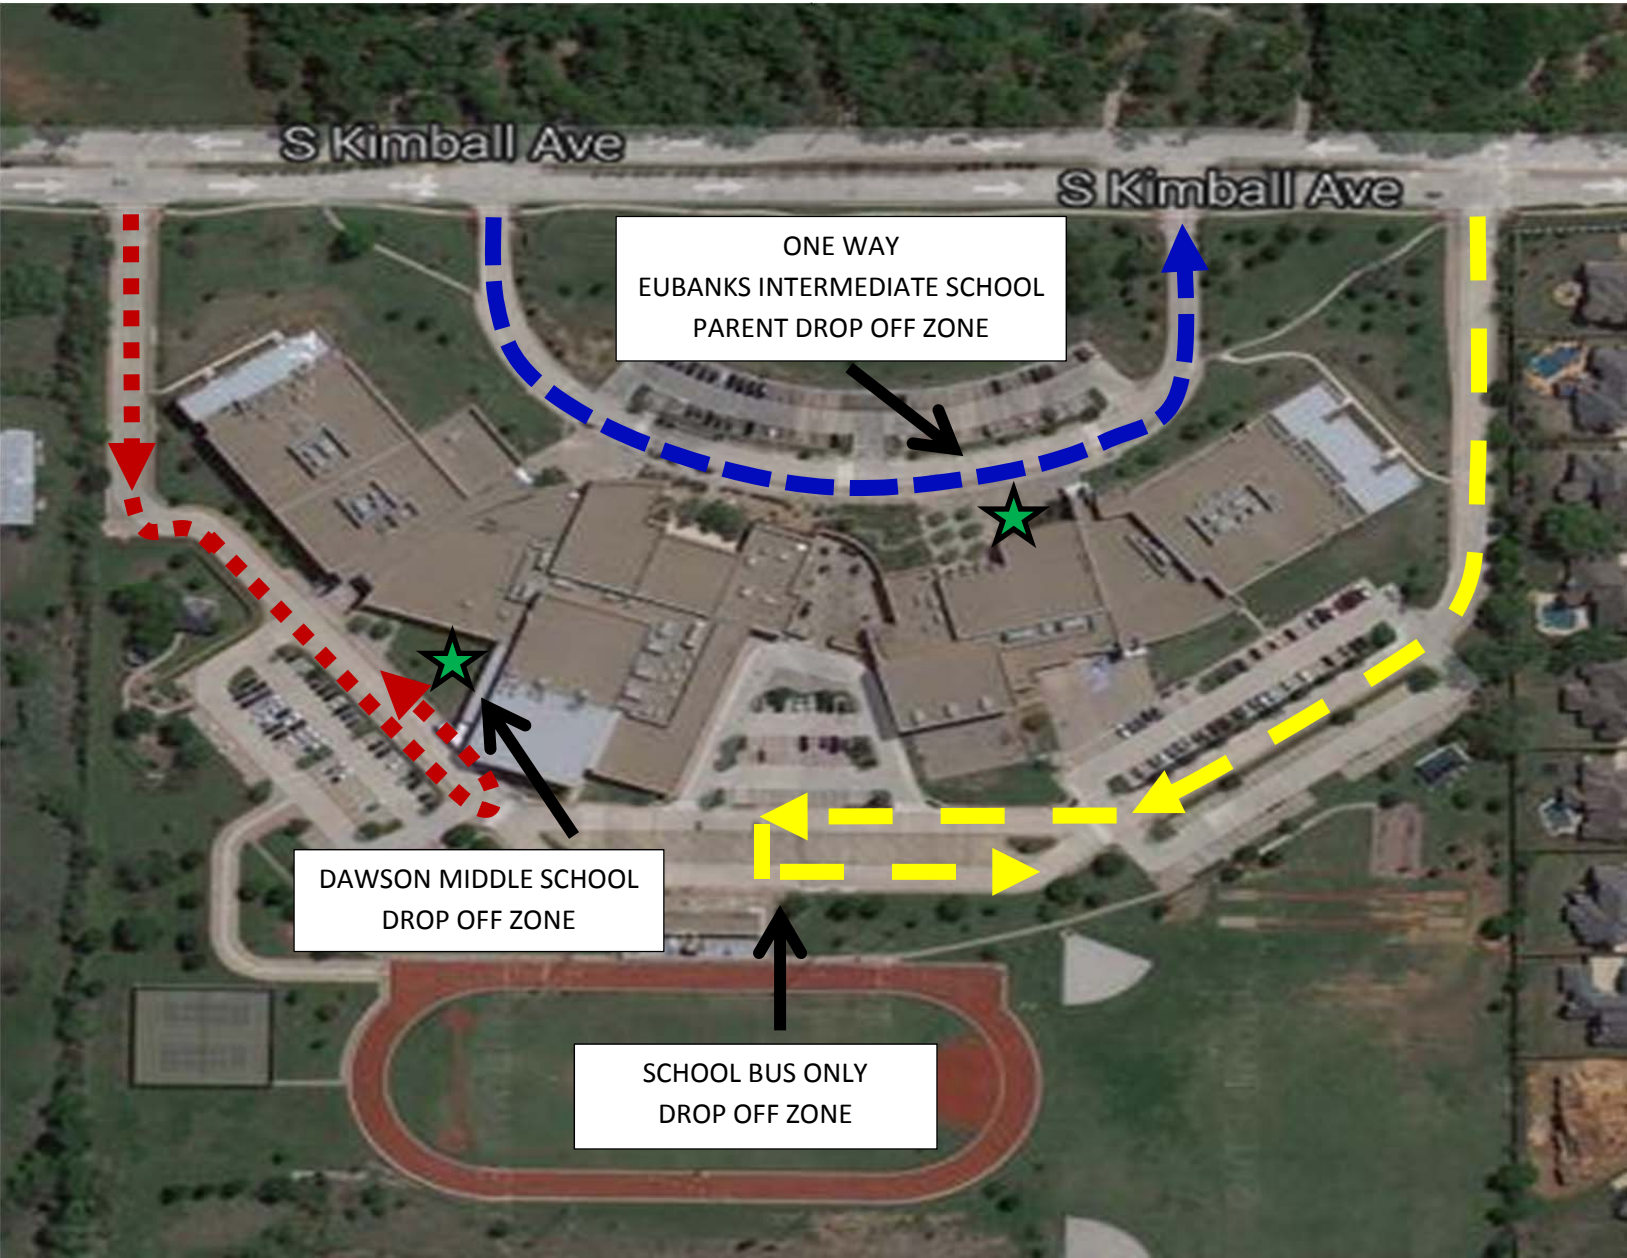 S Kimball Ave
S Kimball Ave
ONE WAY
EUBANKS INTERMEDIATE SCHOOL
PARENT DROP OFF ZONE
DAWSON MIDDLE SCHOOL
DROP OFF ZONE
SCHOOL BUS ONLY
DROP OFF ZONE